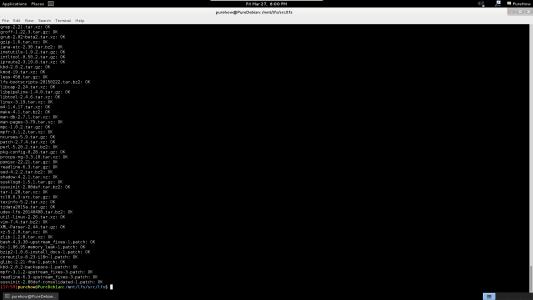 Applications Places
Fri Mar 27, 6:00 PM
purehow
purehow@PureDebian: /mnt/lfs/src/lfs
File Edit View Search Terminal Help
grep-2.21.tar.xz: OK
groff-1.22.3.tar.gz: OK
grub-2.02~beta2.tar.xz: OK
gzip-1.6.tar.xz: OK
iana-etc-2.30.tar.bz2: OK
inetutils-1.9.2.tar.gz: OK
intltool-0.50.2.tar.gz: OK
iproute2-3.19.0.tar.xz: OK
kbd-2.0.2.tar.gz: OK
kmod-19.tar.xz: OK
less-458.tar.gz: OK
lfs-bootscripts-20150222.tar.bz2: OK
libcap-2.24.tar.xz: OK
libpipeline-1.4.0.tar.gz: OK
libtool-2.4.6.tar.xz: OK
linux-3.19.tar.xz: OK
m4-1.4.17.tar.xz: OK
make-4.1.tar.bz2: OK
man-db-2.7.1.tar.xz: OK
man-pages-3.79.tar.xz: OK
mpc-1.0.2.tar.gz: OK
mpfr-3.1.2.tar.xz: OK
ncurses-5.9.tar.gz: OK
patch-2.7.4.tar.xz: OK
perl-5.20.2.tar.bz2: OK
pkg-config-0.28.tar.gz: OK
procps-ng-3.3.10.tar.xz: OK
psmisc-22.21.tar.gz: OK
readline-6.3.tar.gz: OK
sed-4.2.2.tar.bz2: OK
shadow-4.2.1.tar.xz: OK
sysklogd-1.5.1.tar.gz: OK
sysvinit-2.88dsf.tar.bz2: OK
tar-1.28.tar.xz: OK
tcl8.6.3-src.tar.gz: OK
texinfo-5.2.tar.xz: OK
tzdata2015a.tar.gz: OK
udev-lfs-20140408.tar.bz2: OK
util-linux-2.26.tar.xz: OK
vim-7.4.tar.bz2: OK
XML-Parser-2.44.tar.gz: OK
xz-5.2.0.tar.xz: OK
zlib-1.2.8.tar.xz: OK
bash-4.3.30-upstream_fixes-1.patch: OK
bc-1.06.95-memory_leak-1.patch: OK
bzip2-1.0.6-install_docs-1.patch: OK
coreutils-8.23-i18n-1.patch: OK
glibc-2.21-fhs-1.patch: OK
kbd-2.0.2-backspace-1.patch: OK
mpfr-3.1.2-upstream_fixes-3.patch: OK
readline-6.3-upstream_fixes-3.patch: OK
sysvinit-2.88dsf-consolidated-1.patch: OK
purehow@PureDebian:/mnt/lfs/src/lfs$
purehow@PureDebian:...